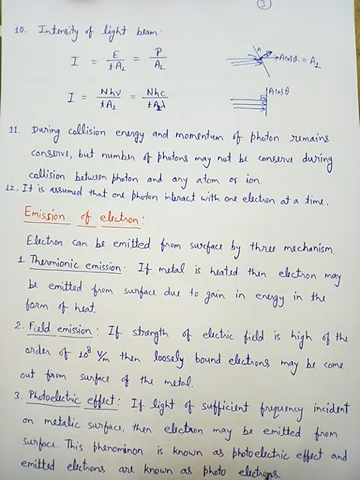 3
10. Intensity of light beam:
I = E/tA⊥ = P/A⊥
A cosθ = A⊥
I = Nhν/tA⊥ = Nhc/tA⊥λ
A cosθ
11. During collision energy and momentum of photon remains
conserve, but number of photons may not be conserve during
collision between photon and any atom or ion.
12. It is assumed that one photon interact with one electron at a time.
Emission of electron:
Electron can be emitted from surface by three mechanism
1. Thermionic emission: If metal is heated then electron may
be emitted from surface due to gain in energy in the
form of heat.
2. Field emission: If strength of electric field is high of the
order of 10⁸ V/m then loosely bound electrons may be come
out from surface of the metal.
3. Photoelectric effect: If light of sufficient frequency incident
on metalic surface, then electron may be emitted from
surface. This phenominon is known as photoelectric effect and
emitted elctrons are known as photo electrons.